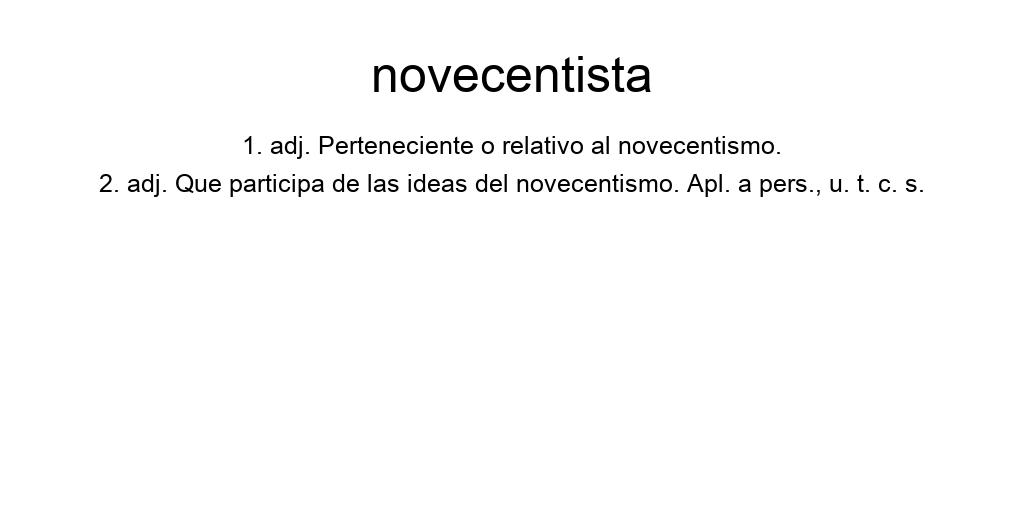 novecentista
1. adj. Perteneciente o relativo al novecentismo.
2. adj. Que participa de las ideas del novecentismo. Apl. a pers., u. t. c. s.